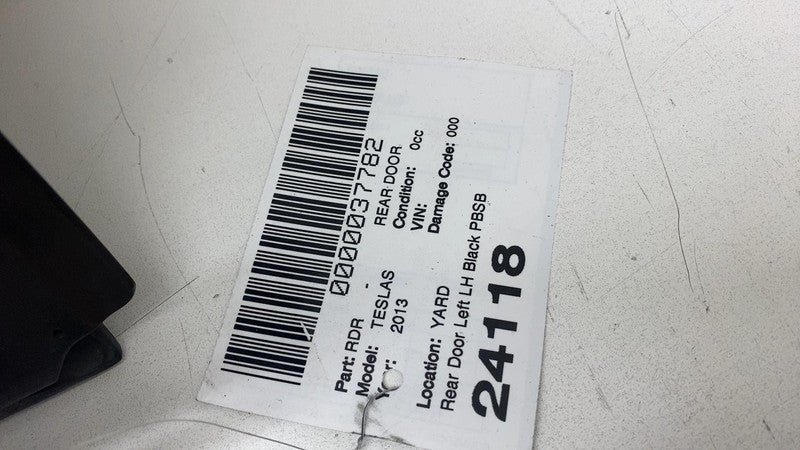 0000037782
Part: RDR - REAR DOOR
Model: TESLAS Condition: 0cc
Year: 2013 VIN:
Damage Code: 000
Location: YARD
Rear Door Left LH Black PBSB
24118